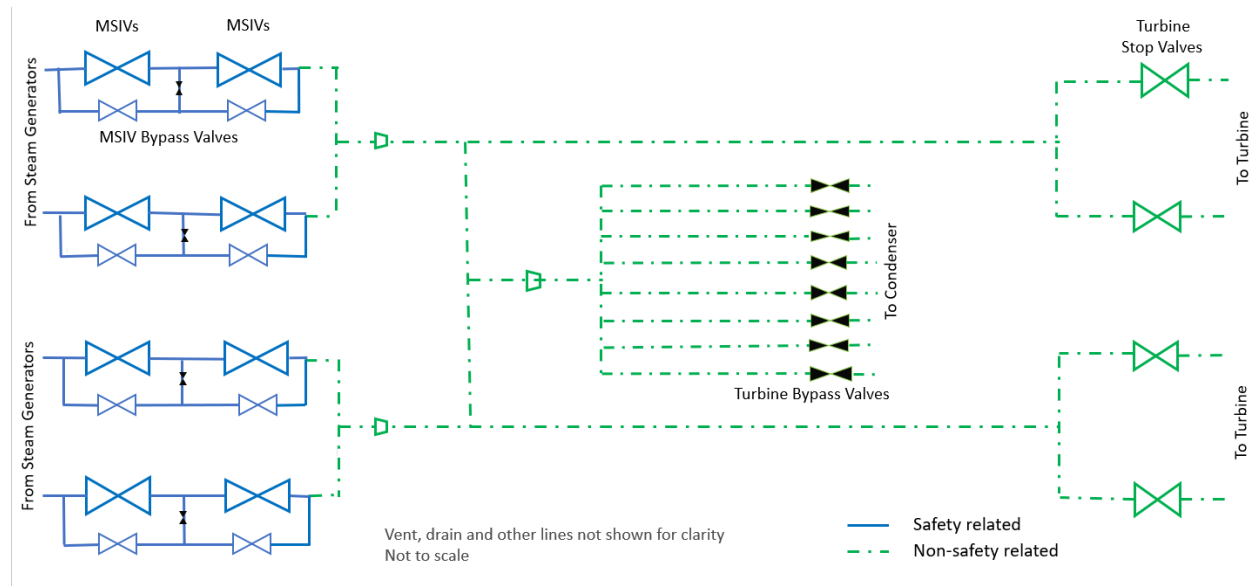 MSIVs
MSIVs
Turbine
Stop Valves
From Steam Generators
MSIV Bypass Valves
To Turbine
To Condenser
Turbine Bypass Valves
From Steam Generators
To Turbine
Vent, drain and other lines not shown for clarity
Not to scale
Safety related
Non-safety related